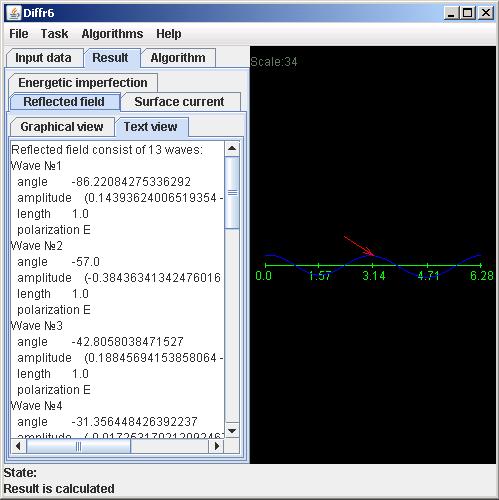 Diffr6
File Task Algorithms Help
Input data Result Algorithm
Energetic imperfection
Reflected field Surface current
Graphical view Text view
Reflected field consist of 13 waves:
Wave №1
angle -86.22084275336292
amplitude (0.14393624006519354 -
length 1.0
polarization E
Wave №2
angle -57.0
amplitude (-0.38436341342476016
length 1.0
polarization E
Wave №3
angle -42.8058038471527
amplitude (0.18845694153858064 -
length 1.0
polarization E
Wave №4
angle -31.356448426392237
Scale:34
0.0 1.57 3.14 4.71 6.28
State:
Result is calculated